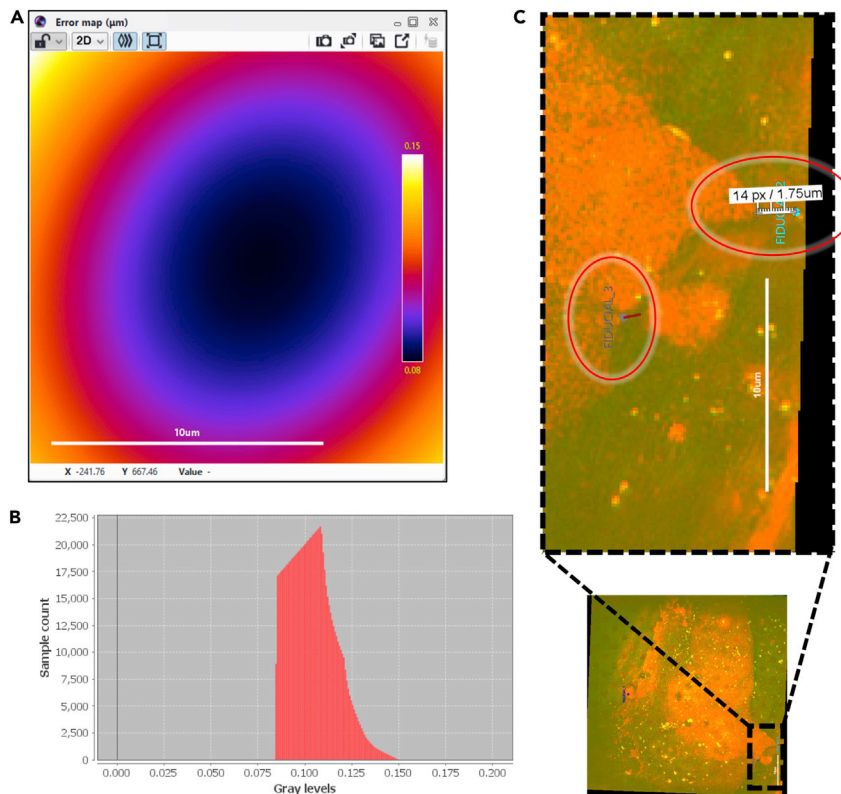 A
Error map (µm)
2D
0.15
0.08
10um
X -241.76 Y 667.46 Value -
B
22,500
20,000
17,500
15,000
12,500
10,000
7,500
5,000
2,500
0
Sample count
0.000 0.025 0.050 0.075 0.100 0.125 0.150 0.175 0.200
Gray levels
C
14 px / 1.75um
FIDUCIAL_3
10um